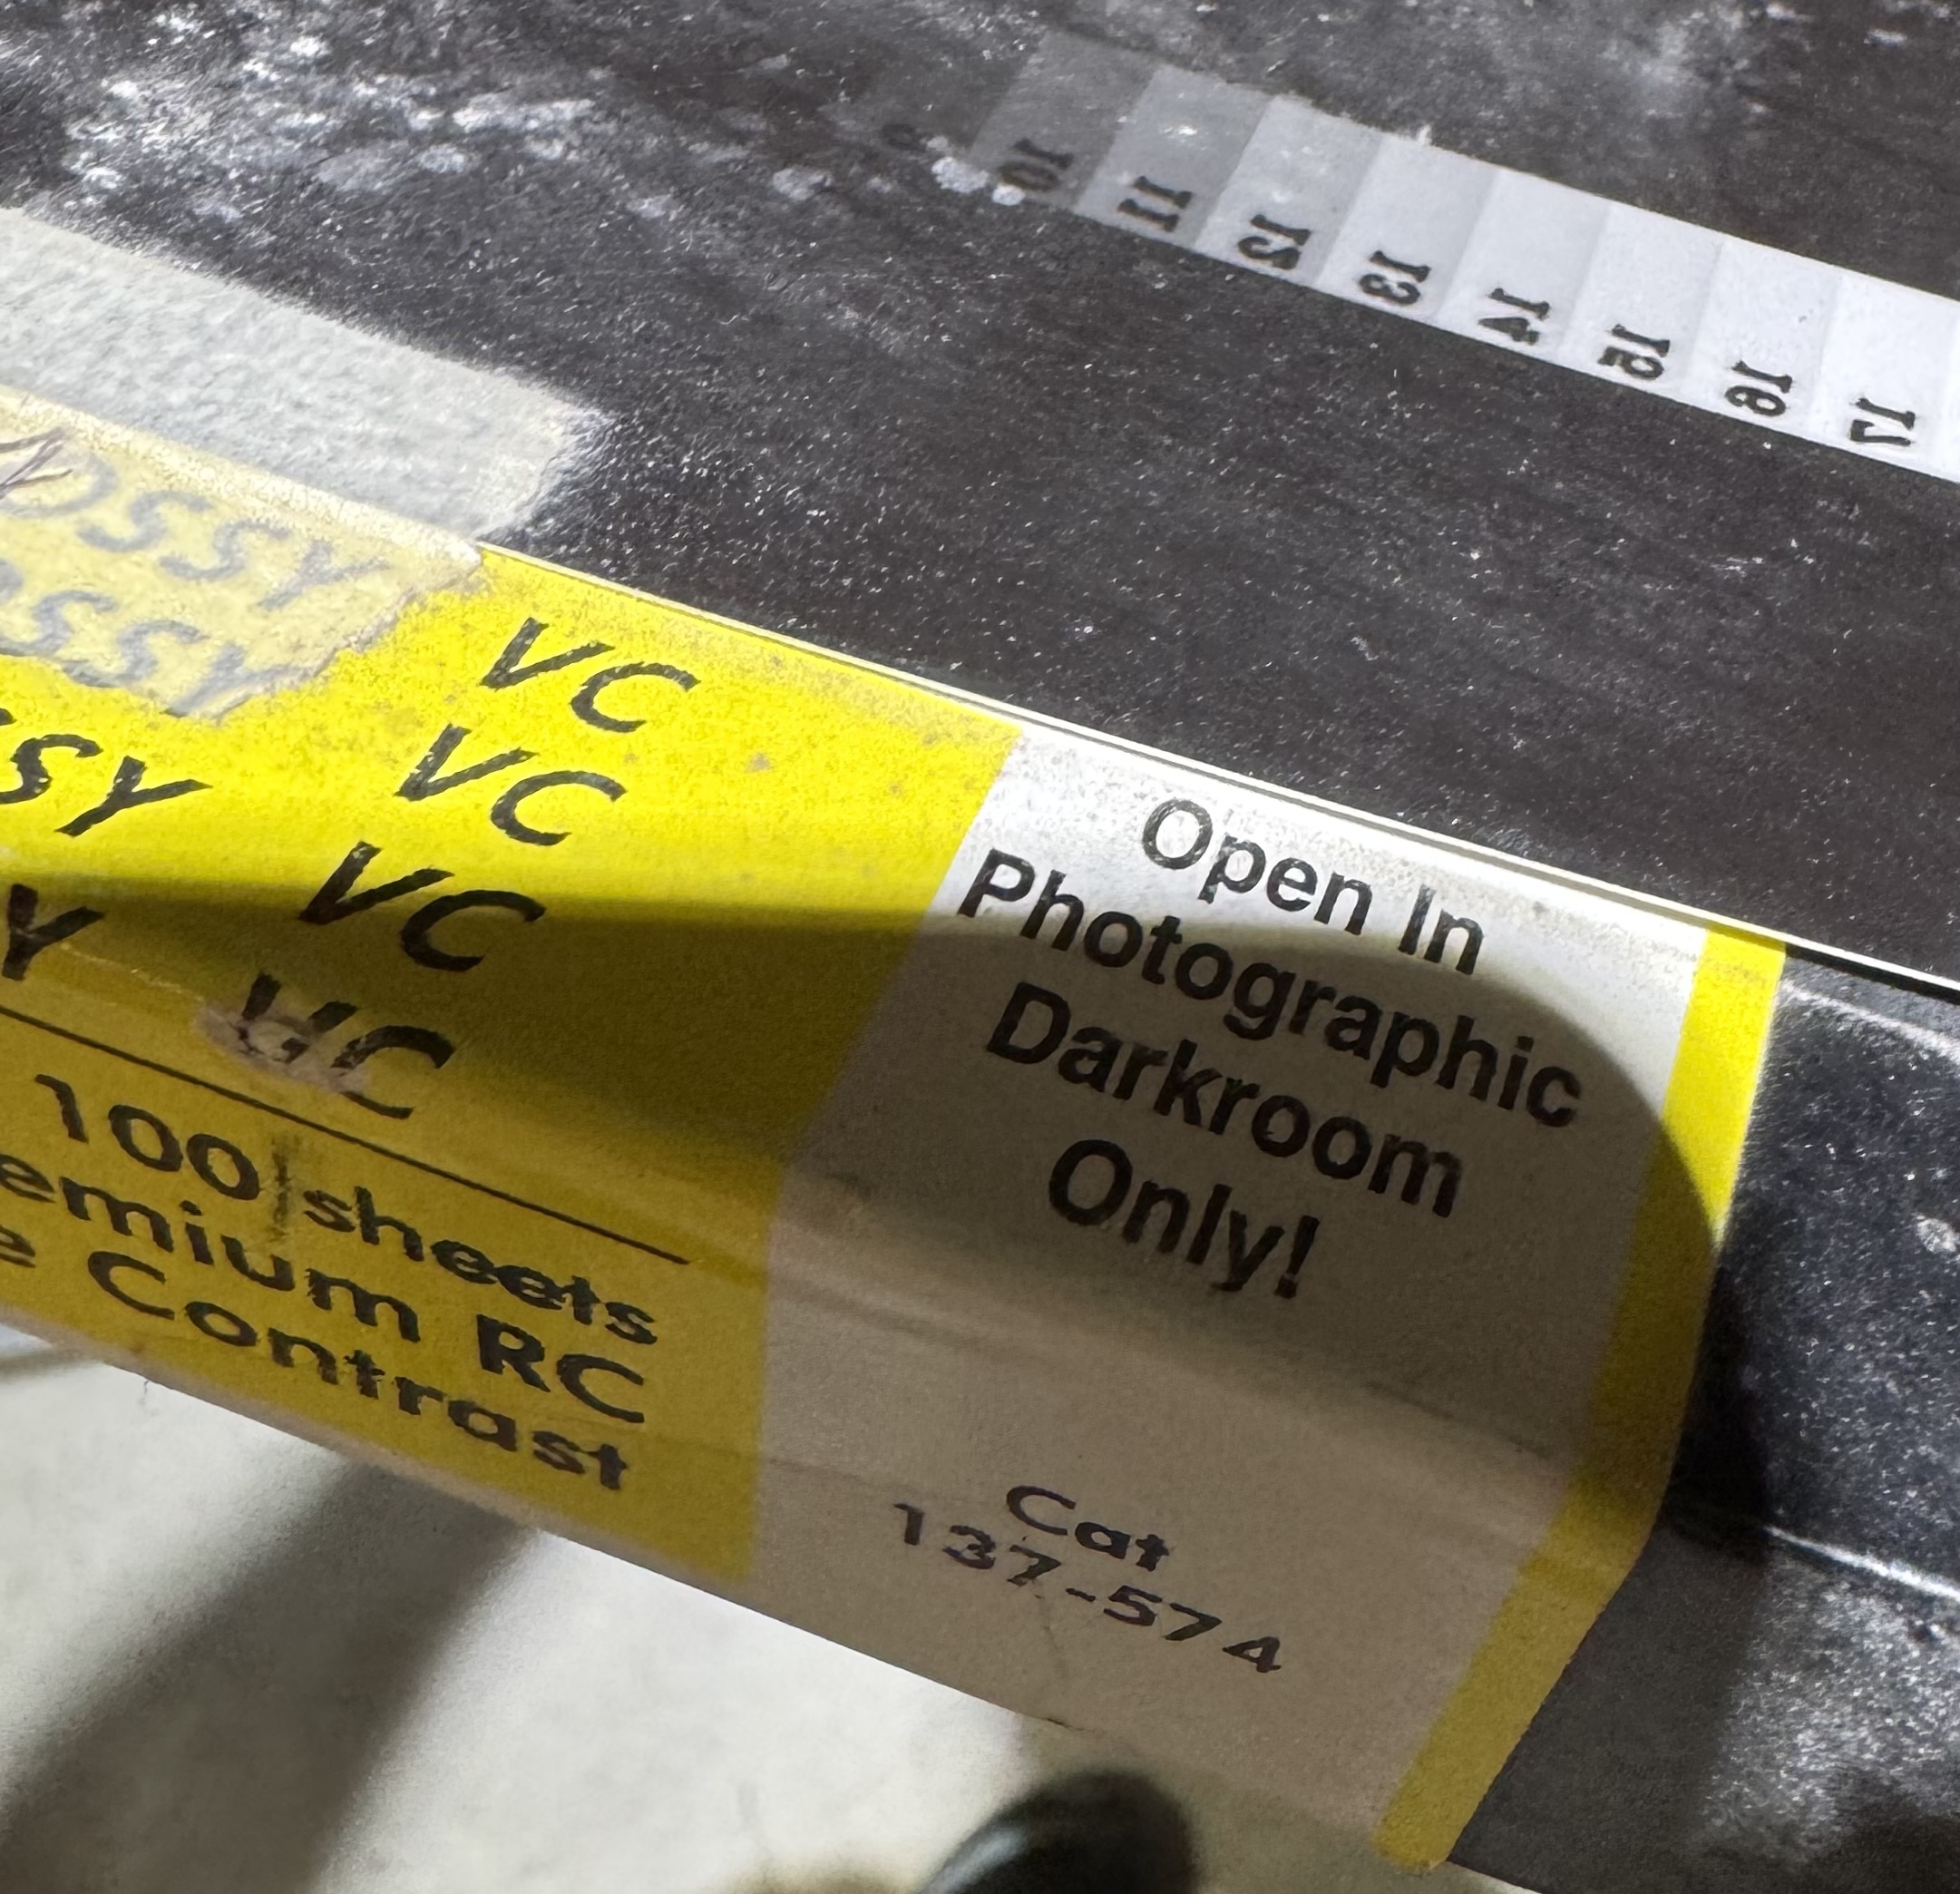 10
11
12
13
14
15
16
17
OSSY VC
OSSY VC
SSY VC
Y VC
100 sheets
emium RC
e Contrast
Open In
Photographic
Darkroom
Only!
Cat
137-574